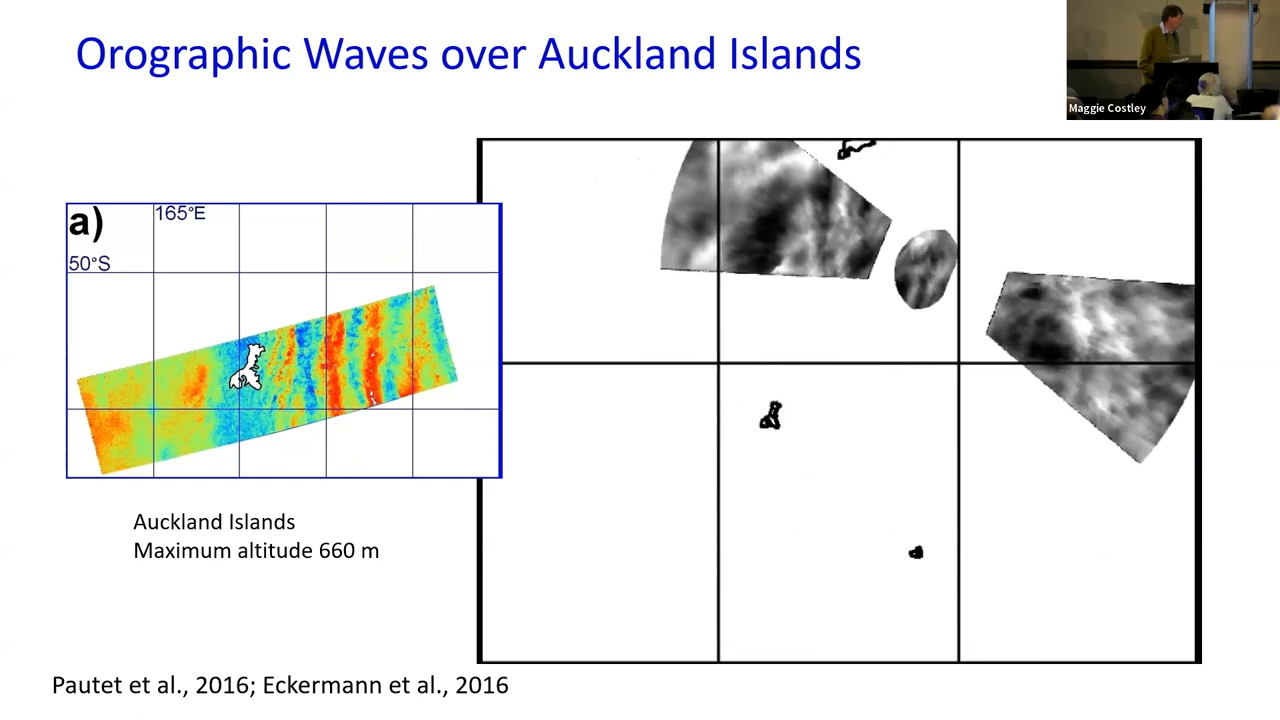 Orographic Waves over Auckland Islands
Maggie Costley
a)
165°E
50°S
Auckland Islands
Maximum altitude 660 m
Pautet et al., 2016; Eckermann et al., 2016